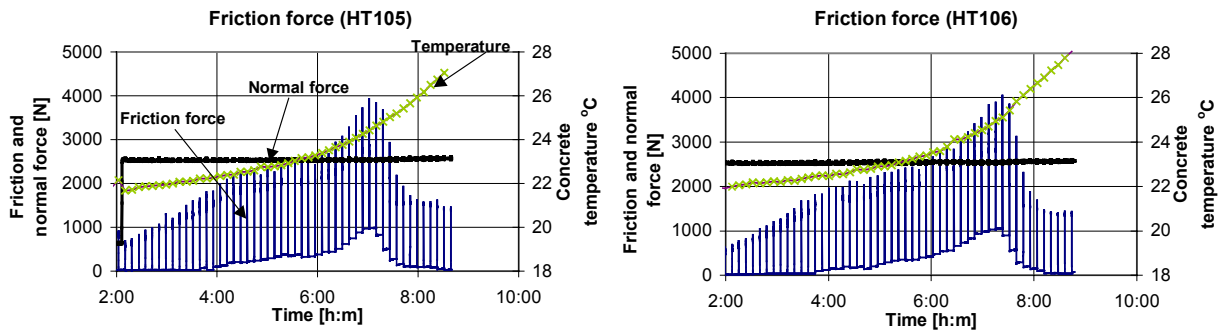 Friction force (HT105)
5000
4000
3000
2000
1000
0
Friction and
normal force [N]
Temperature
Normal force
Friction force
28
26
24
22
20
18
Concrete
temperature °C
2:00 4:00 6:00 8:00 10:00
Time [h:m]
Friction force (HT106)
5000
4000
3000
2000
1000
0
Friction and normal
force [N]
28
26
24
22
20
18
Concrete
temperature °C
2:00 4:00 6:00 8:00 10:00
Time [h:m]